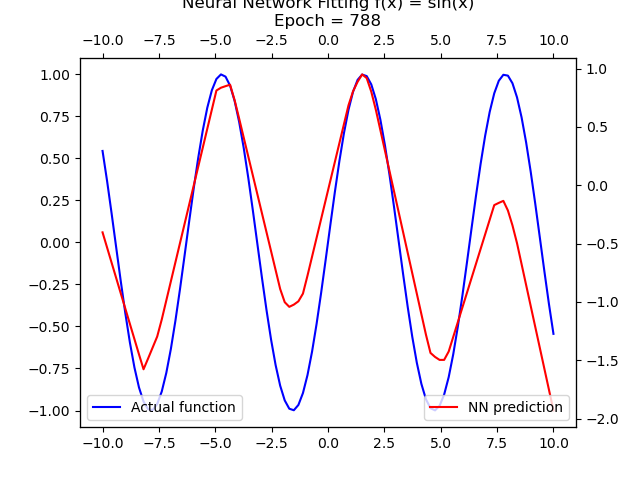 Neural Network Fitting f(x) = sin(x)
Epoch = 788
−10.0 −7.5 −5.0 −2.5 0.0 2.5 5.0 7.5 10.0
1.00
0.75
0.50
0.25
0.00
−0.25
−0.50
−0.75
−1.00
1.0
0.5
0.0
−0.5
−1.0
−1.5
−2.0
Actual function
NN prediction
−10.0 −7.5 −5.0 −2.5 0.0 2.5 5.0 7.5 10.0